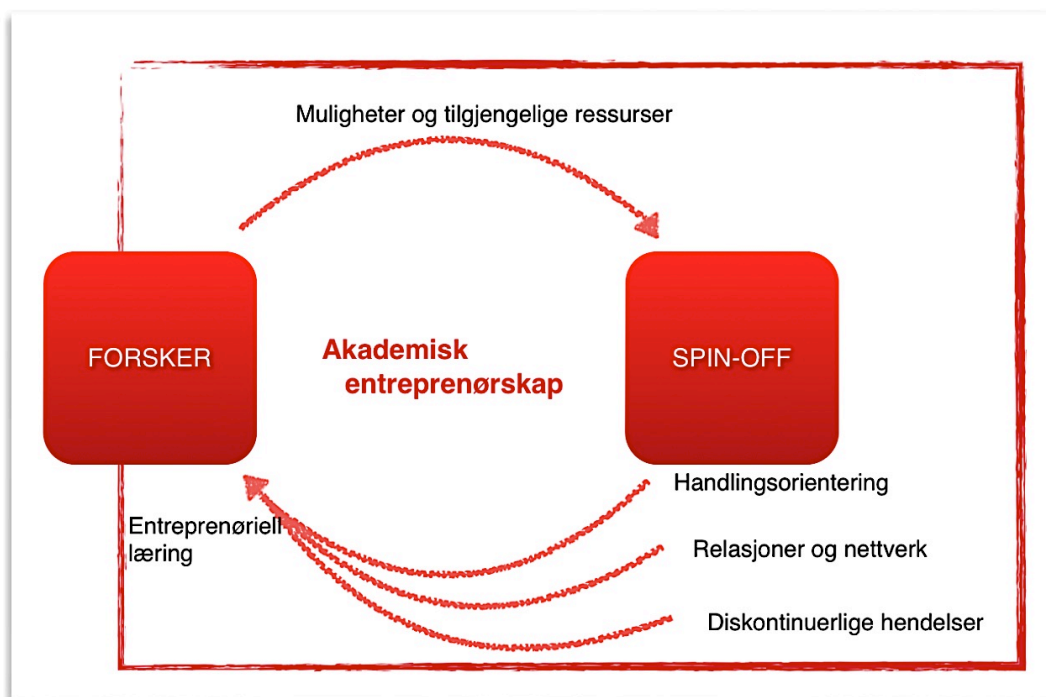 Muligheter og tilgjengelige ressurser
FORSKER
Akademisk
entreprenørskap
SPIN-OFF
Handlingsorientering
Entreprenøriell
læring
Relasjoner og nettverk
Diskontinuerlige hendelser